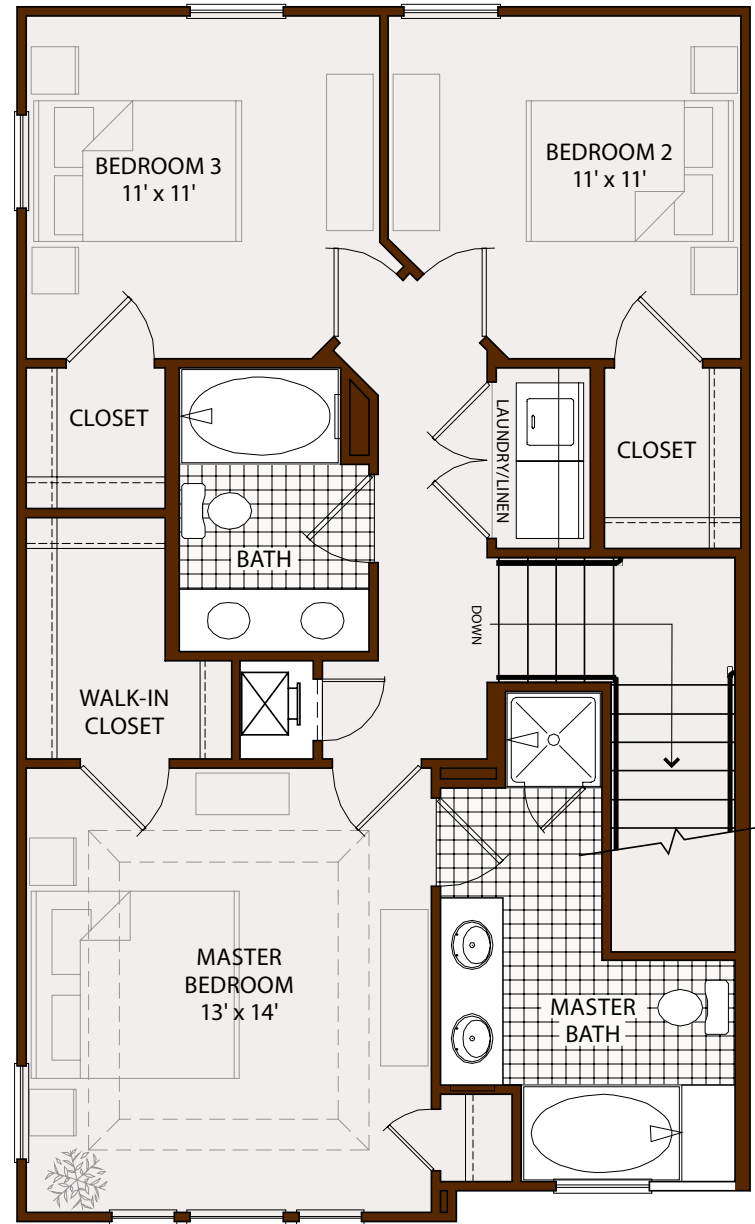 BEDROOM 3
11' x 11'
BEDROOM 2
11' x 11'
CLOSET
LAUNDRY/LINEN
CLOSET
BATH
DOWN
WALK-IN
CLOSET
MASTER
BEDROOM
13' x 14'
MASTER
BATH